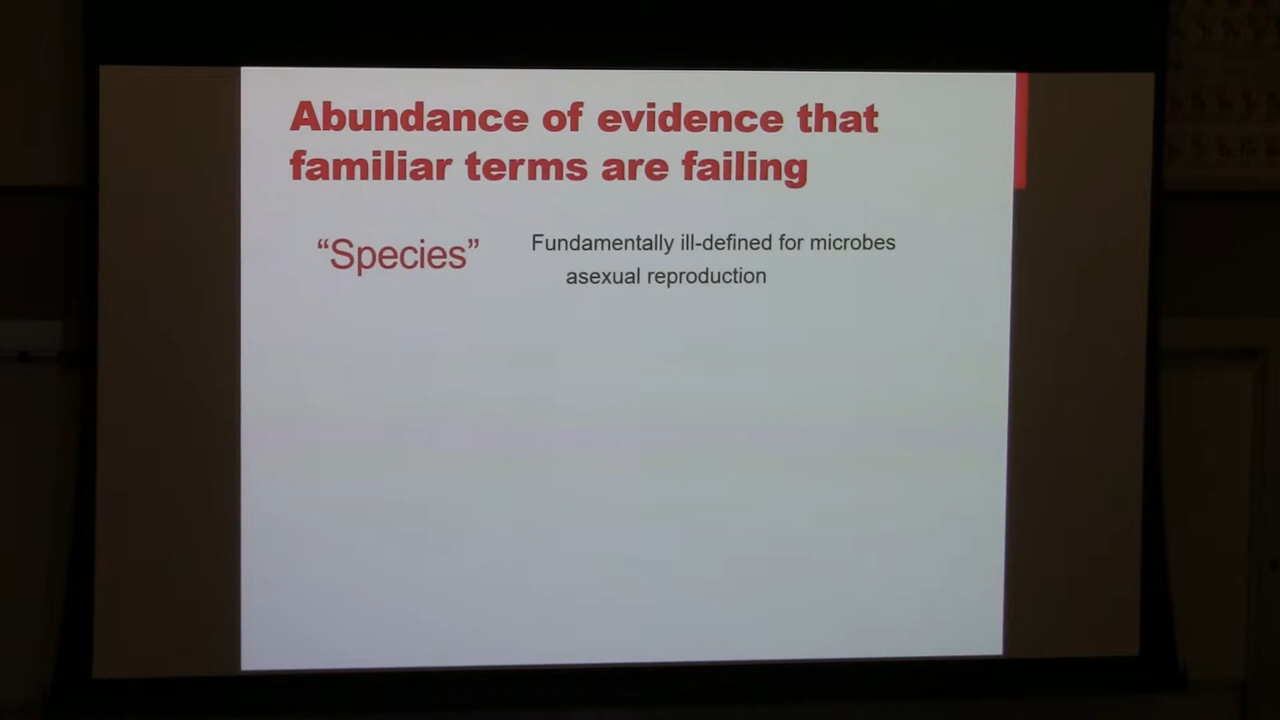 Abundance of evidence that
familiar terms are failing
“Species”
Fundamentally ill-defined for microbes
asexual reproduction